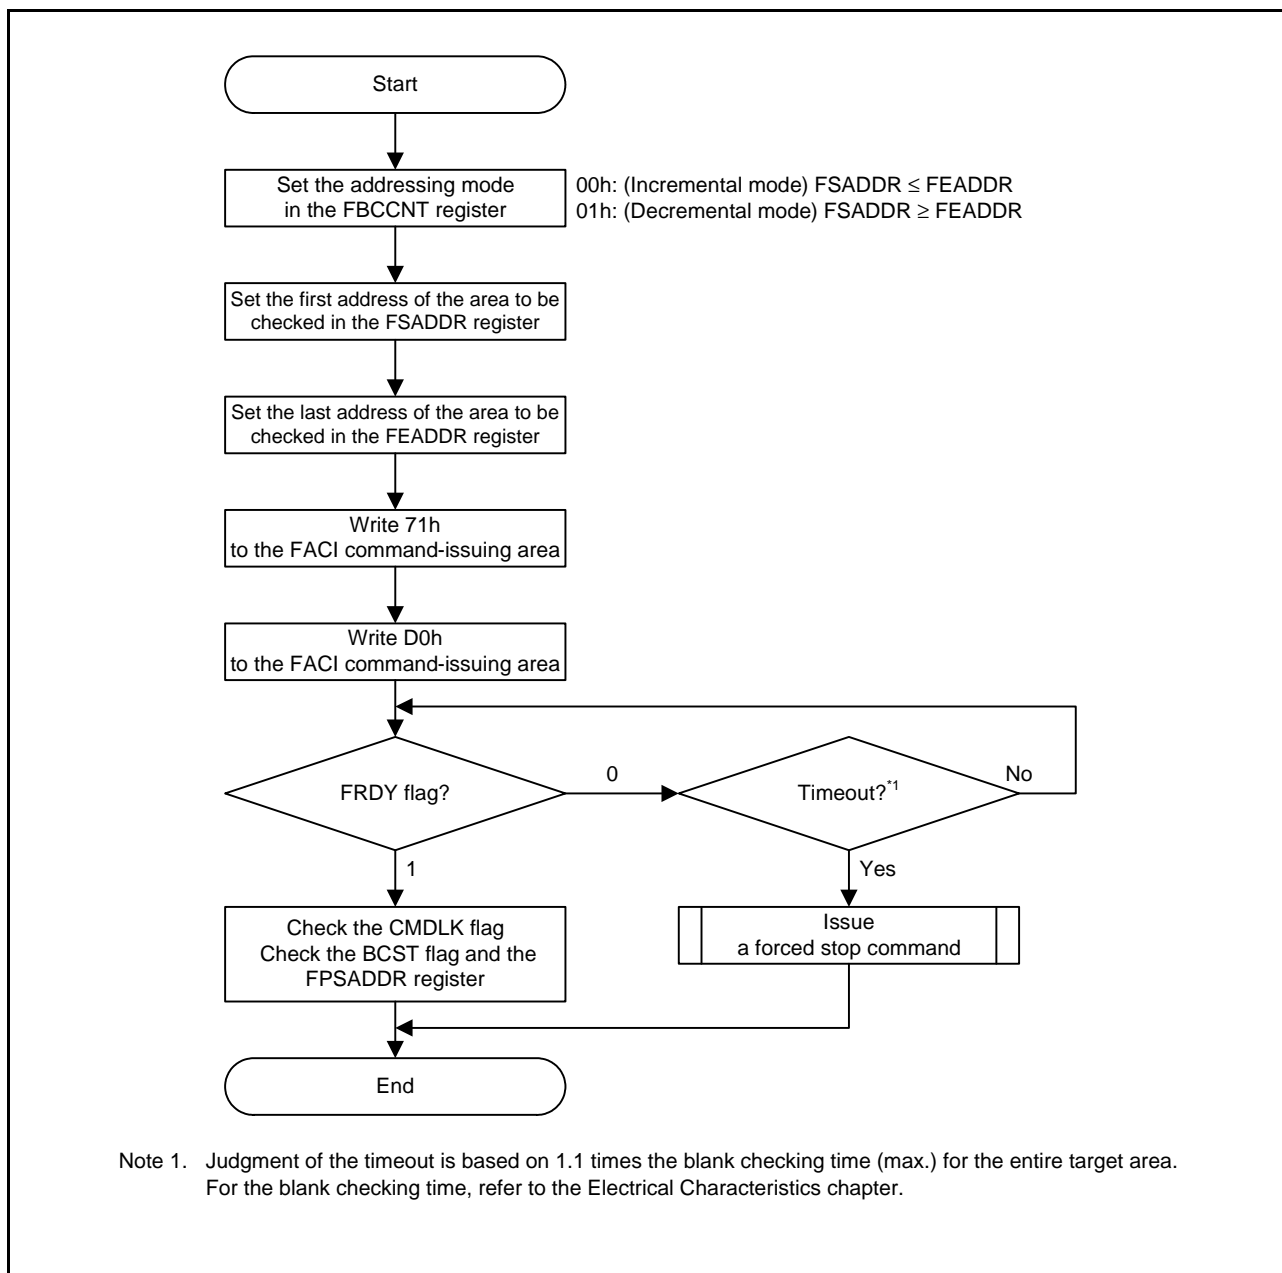 Start
Set the addressing mode
in the FBCCNT register
00h: (Incremental mode) FSADDR ≤ FEADDR
01h: (Decremental mode) FSADDR ≥ FEADDR
Set the first address of the area to be
checked in the FSADDR register
Set the last address of the area to be
checked in the FEADDR register
Write 71h
to the FACI command-issuing area
Write D0h
to the FACI command-issuing area
FRDY flag?
0
Timeout?*1
No
1
Yes
Check the CMDLK flag
Check the BCST flag and the
FPSADDR register
Issue
a forced stop command
End
Note 1. Judgment of the timeout is based on 1.1 times the blank checking time (max.) for the entire target area.
For the blank checking time, refer to the Electrical Characteristics chapter.